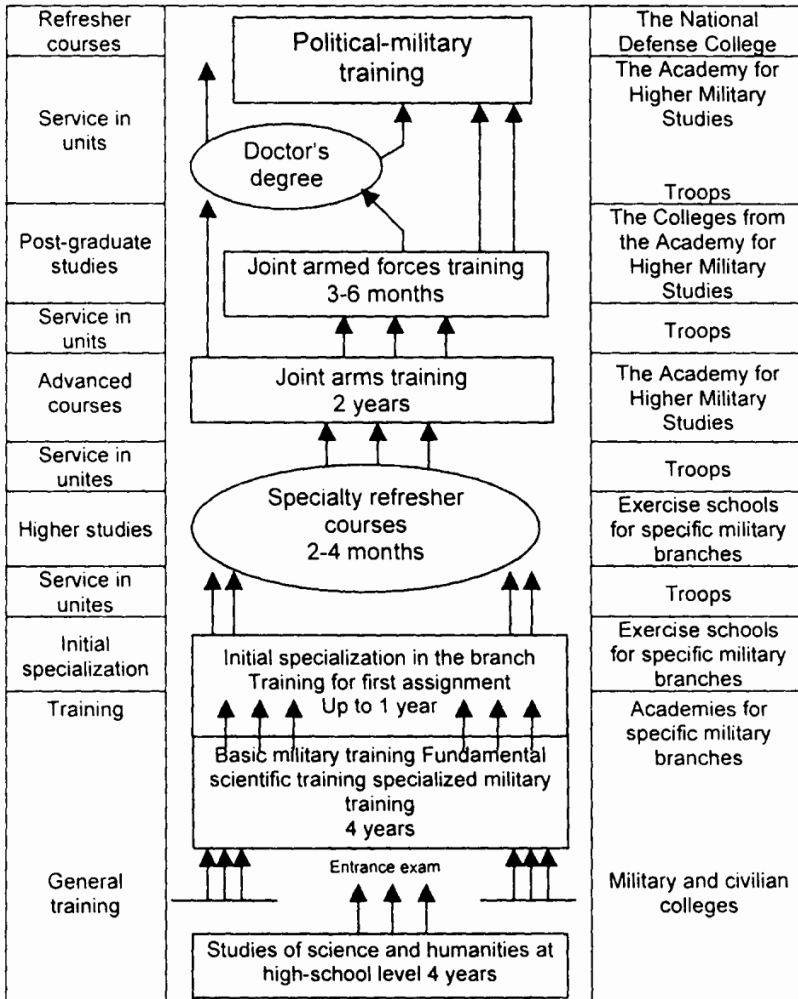 Refresher
courses
Political-military
training
The National
Defense College
Service in
units
Doctor's
degree
The Academy for
Higher Military
Studies
Troops
Post-graduate
studies
Joint armed forces training
3-6 months
The Colleges from
the Academy for
Higher Military
Studies
Service in
units
Troops
Advanced
courses
Joint arms training
2 years
The Academy for
Higher Military
Studies
Service in
unites
Troops
Higher studies
Specialty refresher
courses
2-4 months
Exercise schools
for specific military
branches
Service in
unites
Troops
Initial
specialization
Initial specialization in the branch
Training for first assignment
Up to 1 year
Exercise schools
for specific military
branches
Training
Basic military training Fundamental
scientific training specialized military
training
4 years
Academies for
specific military
branches
General
training
Entrance exam
Military and civilian
colleges
Studies of science and humanities at
high-school level 4 years